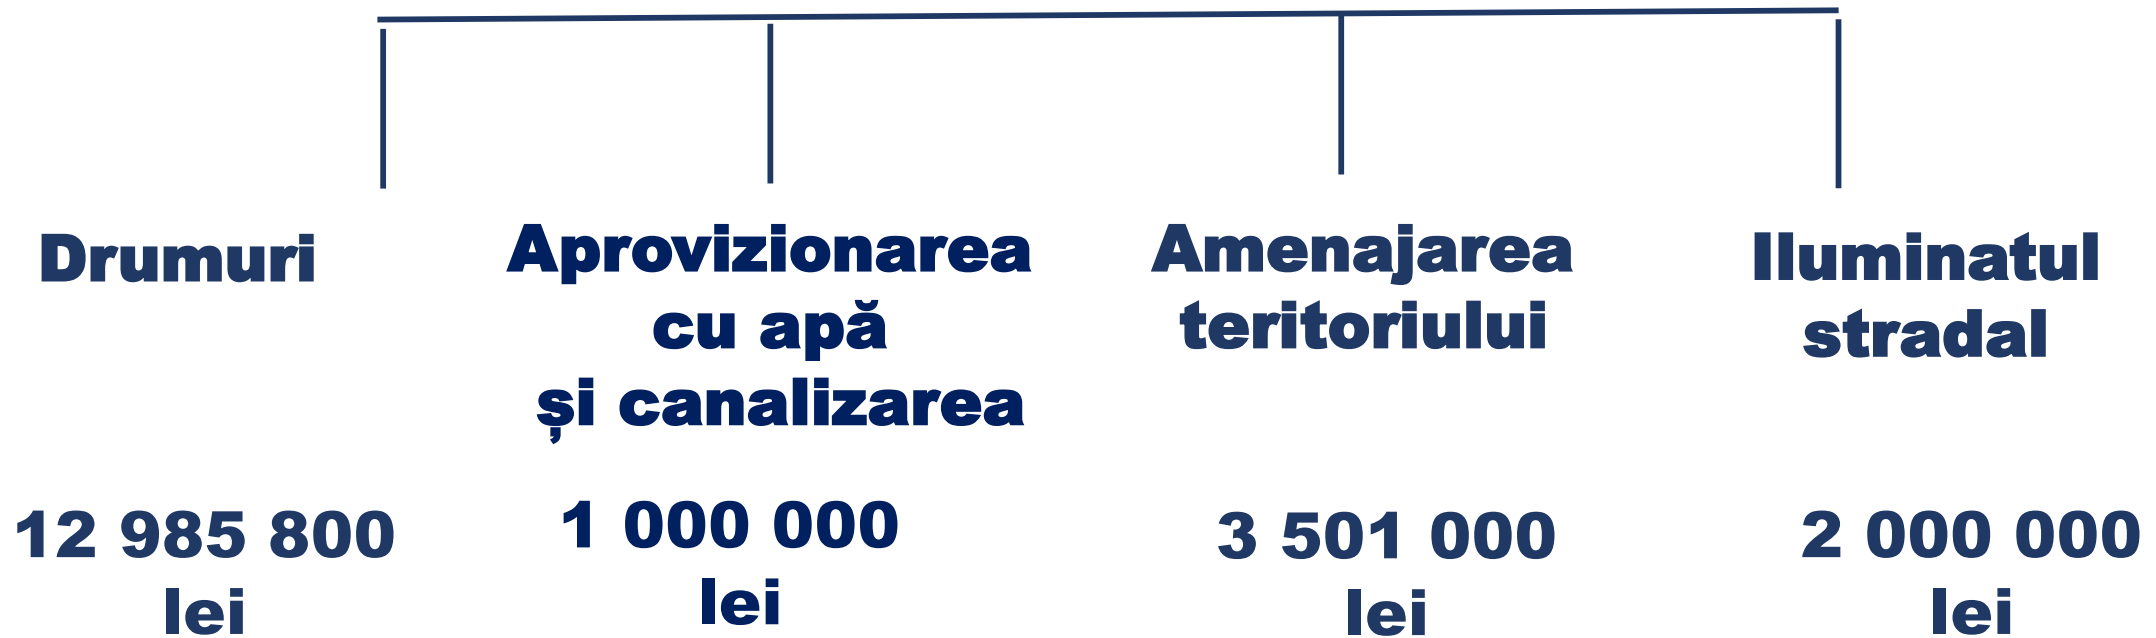 Drumuri
12 985 800
lei
Aprovizionarea
cu apă
și canalizarea
1 000 000
lei
Amenajarea
teritoriului
3 501 000
lei
Iluminatul
stradal
2 000 000
lei